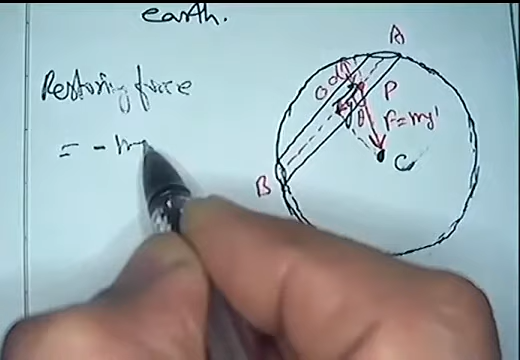 earth.
Restoring force
= - m
A
d
O
P
θ
F=mg'
C
B